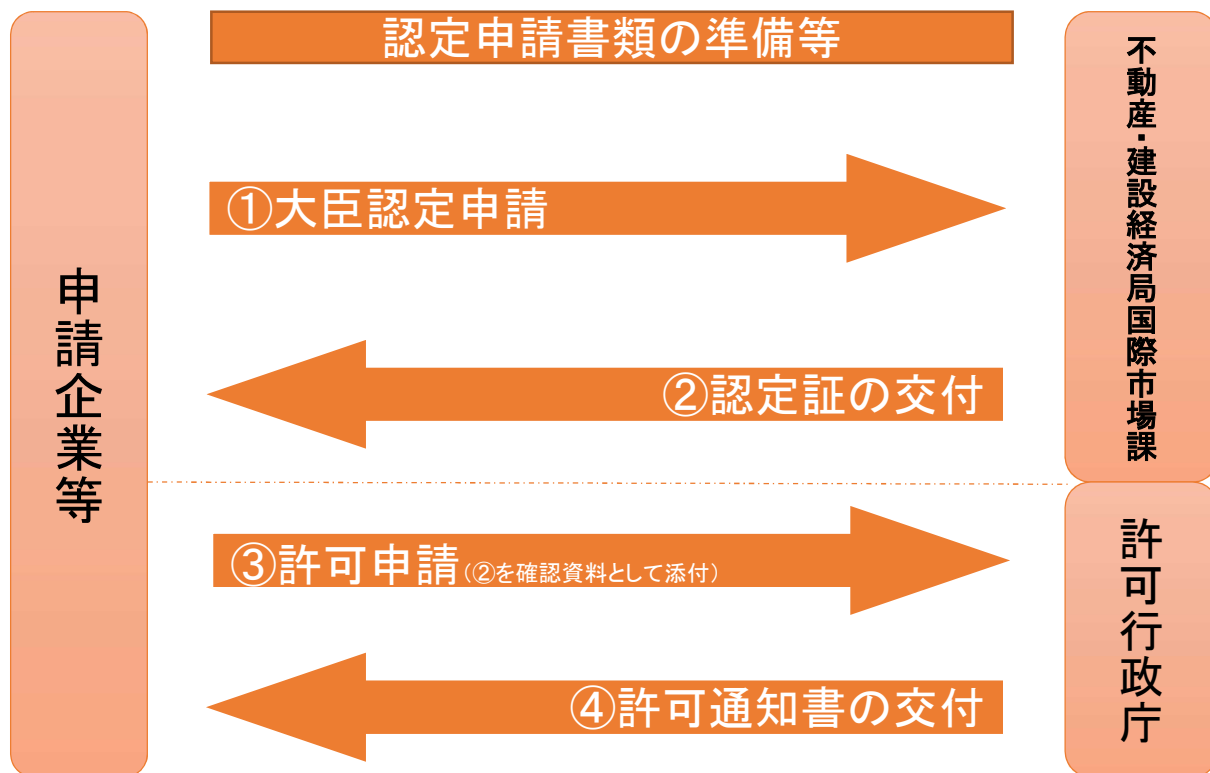 認定申請書類の準備等
申請企業等
不動産・建設経済局国際市場課
①大臣認定申請
②認定証の交付
③許可申請(②を確認資料として添付)
④許可通知書の交付
許可行政庁